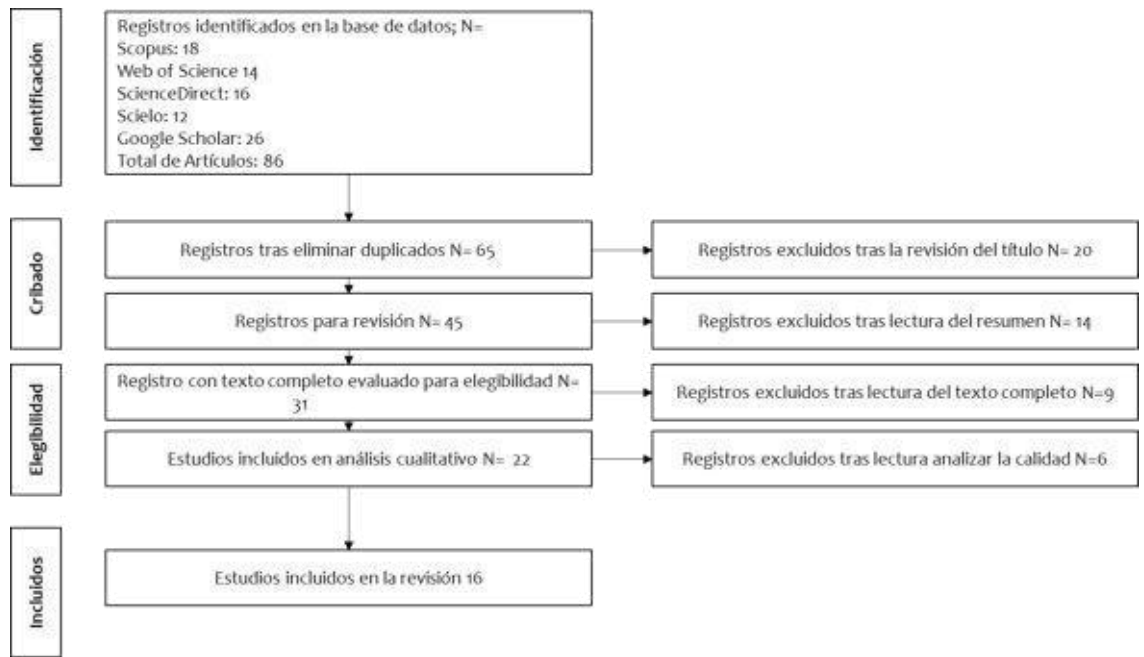 Identificación
Registros identificados en la base de datos; N=
Scopus: 18
Web of Science 14
ScienceDirect: 16
Scielo: 12
Google Scholar: 26
Total de Artículos: 86
Cribado
Registros tras eliminar duplicados N= 65
Registros excluidos tras la revisión del título N= 20
Registros para revisión N= 45
Registros excluidos tras lectura del resumen N= 14
Elegibilidad
Registro con texto completo evaluado para elegibilidad N=
31
Registros excluidos tras lectura del texto completo N=9
Estudios incluidos en análisis cualitativo N= 22
Registros excluidos tras lectura analizar la calidad N=6
Incluidos
Estudios incluidos en la revisión 16